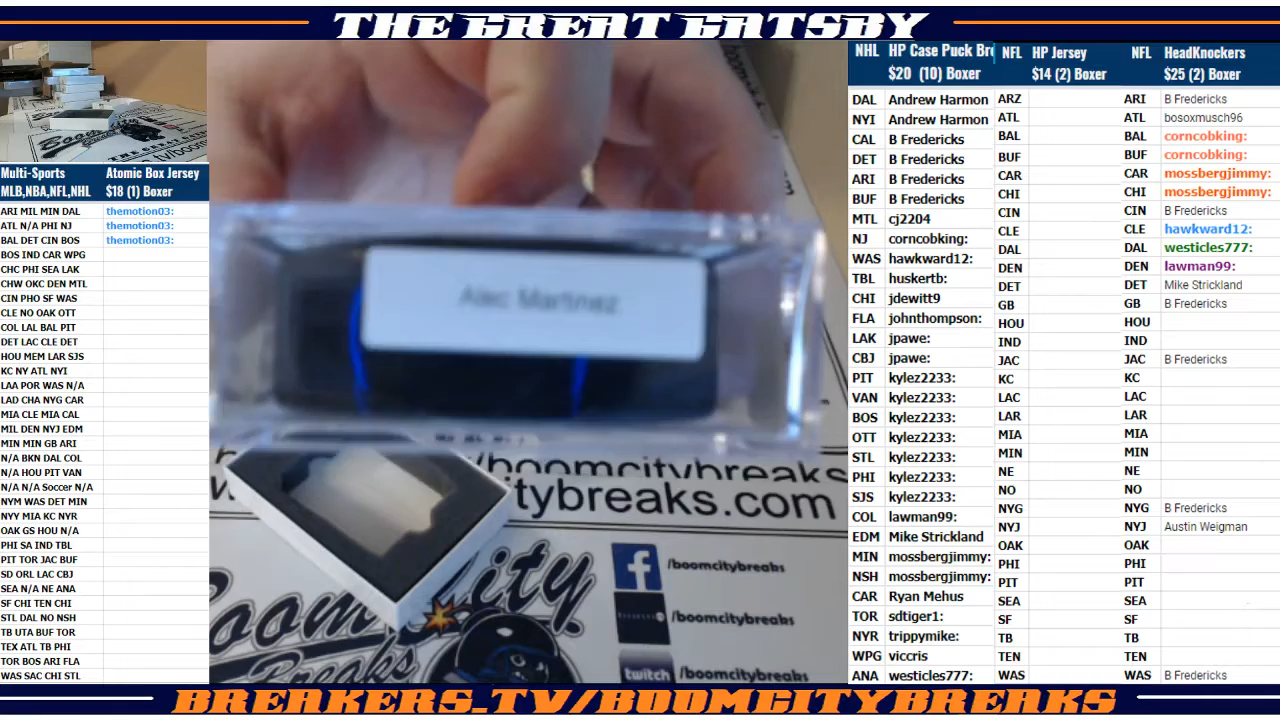 THE GREAT GATSBY
Multi-Sports Atomic Box Jersey
MLB,NBA,NFL,NHL $18 (1) Boxer
ARI MIL MIN DAL themotion03:
ATL N/A PHI NJ themotion03:
BAL DET CIN BOS themotion03:
BOS IND CAR WPG
CHC PHI SEA LAK
CHW OKC DEN MTL
CIN PHO SF WAS
CLE NO OAK OTT
COL LAL BAL PIT
DET LAC CLE DET
HOU MEM LAR SJS
KC NY ATL NYI
LAA POR WAS N/A
LAD CHA NYG CAR
MIA CLE MIA CAL
MIL DEN NYJ EDM
MIN MIN GB ARI
N/A BKN DAL COL
N/A HOU PIT VAN
N/A N/A Soccer N/A
NYM WAS DET MIN
NYY MIA KC NYR
OAK GS HOU N/A
PHI SA IND TBL
PIT TOR JAC BUF
SD ORL LAC CBJ
SEA N/A NE ANA
SF CHI TEN CHI
STL DAL NO NSH
TB UTA BUF TOR
TEX ATL TB PHI
TOR BOS ARI FLA
WAS SAC CHI STL
Alec Martinez
/boomcitybreaks.com
citybreaks.com
Boom City
Breaks
/boomcitybreaks
/boomcitybreaks
twitch /boomcitybreaks
NHL HP Case Puck Br
$20 (10) Boxer
DAL Andrew Harmon
NYI Andrew Harmon
CAL B Fredericks
DET B Fredericks
ARI B Fredericks
BUF B Fredericks
MTL cj2204
NJ corncobking:
WAS hawkward12:
TBL huskertb:
CHI jdewitt9
FLA johnthompson:
LAK jpawe:
CBJ jpawe:
PIT kylez2233:
VAN kylez2233:
BOS kylez2233:
OTT kylez2233:
STL kylez2233:
PHI kylez2233:
SJS kylez2233:
COL lawman99:
EDM Mike Strickland
MIN mossbergjimmy:
NSH mossbergjimmy:
CAR Ryan Mehus
TOR sdtiger1:
NYR trippymike:
WPG viccris
ANA westicles777:
NFL HP Jersey
$14 (2) Boxer
ARZ
ATL
BAL
BUF
CAR
CHI
CIN
CLE
DAL
DEN
DET
GB
HOU
IND
JAC
KC
LAC
LAR
MIA
MIN
NE
NO
NYG
NYJ
OAK
PHI
PIT
SEA
SF
TB
TEN
WAS
NFL HeadKnockers
$25 (2) Boxer
ARI B Fredericks
ATL bosoxmusch96
BAL corncobking:
BUF corncobking:
CAR mossbergjimmy:
CHI mossbergjimmy:
CIN B Fredericks
CLE hawkward12:
DAL westicles777:
DEN lawman99:
DET Mike Strickland
GB B Fredericks
HOU
IND
JAC B Fredericks
KC
LAC
LAR
MIA
MIN
NE
NO
NYG B Fredericks
NYJ Austin Weigman
OAK
PHI
PIT
SEA
SF
TB
TEN
WAS B Fredericks
BREAKERS.TV/BOOMCITYBREAKS